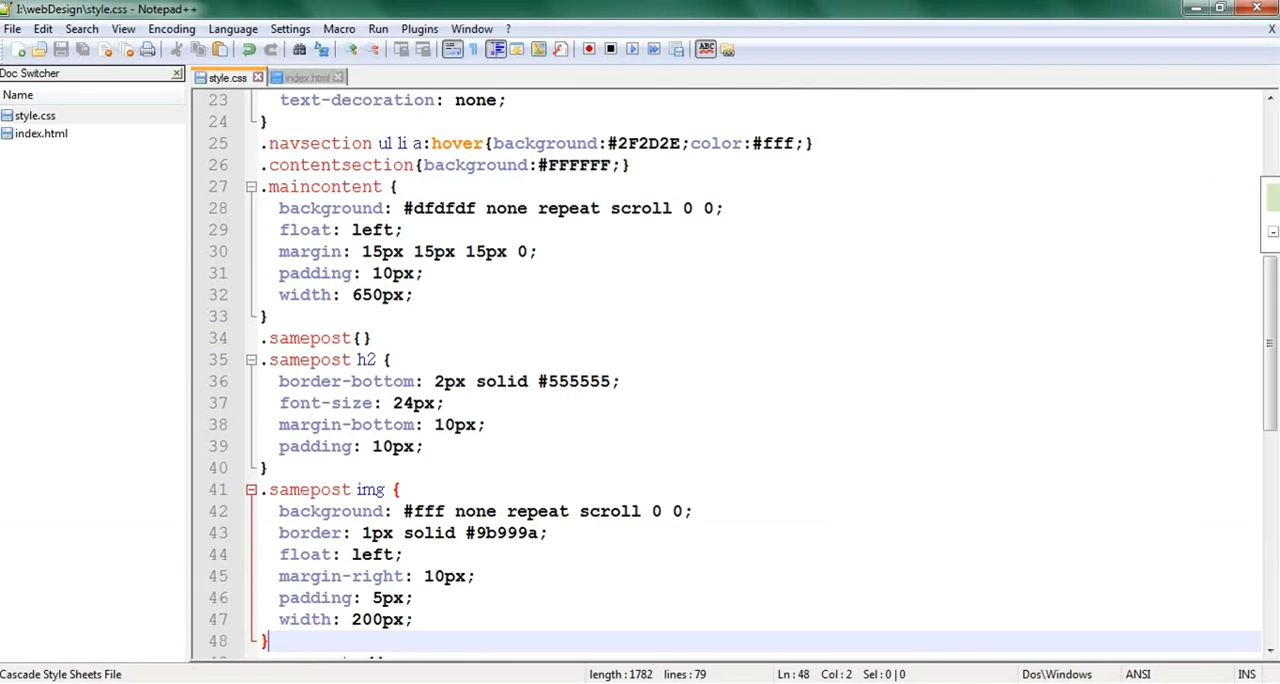 I:\webDesign\style.css - Notepad++
File Edit Search View Encoding Language Settings Macro Run Plugins Window ? X
ABC
Doc Switcher
style.css index.html
Name
style.css
index.html
23 text-decoration: none;
24 }
25 .navsection ul li a:hover{background:#2F2D2E;color:#fff;}
26 .contentsection{background:#FFFFFF;}
27 .maincontent {
28 background: #dfdfdf none repeat scroll 0 0;
29 float: left;
30 margin: 15px 15px 15px 0;
31 padding: 10px;
32 width: 650px;
33 }
34 .samepost{}
35 .samepost h2 {
36 border-bottom: 2px solid #555555;
37 font-size: 24px;
38 margin-bottom: 10px;
39 padding: 10px;
40 }
41 .samepost img {
42 background: #fff none repeat scroll 0 0;
43 border: 1px solid #9b999a;
44 float: left;
45 margin-right: 10px;
46 padding: 5px;
47 width: 200px;
48 }
Cascade Style Sheets File length : 1782 lines : 79 Ln : 48 Col : 2 Sel : 0 | 0 Dos\Windows ANSI INS